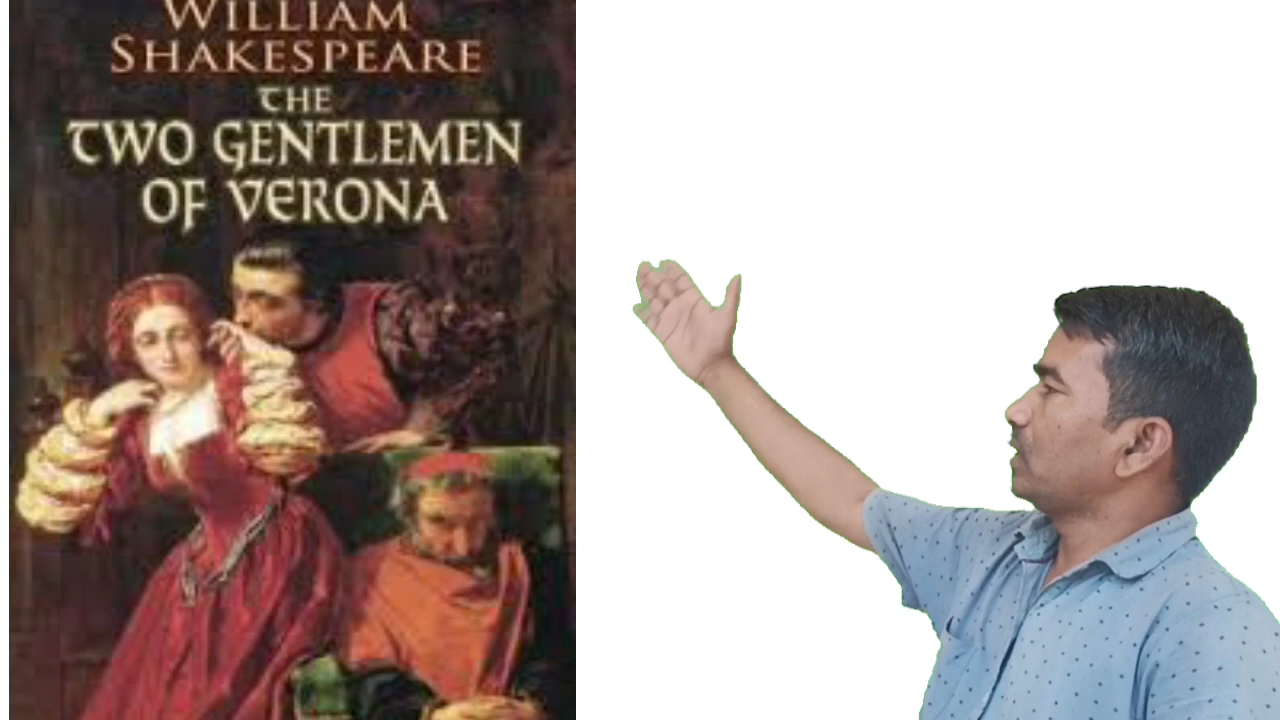 WILLIAM
SHAKESPEARE
THE
TWO GENTLEMEN
OF VERONA